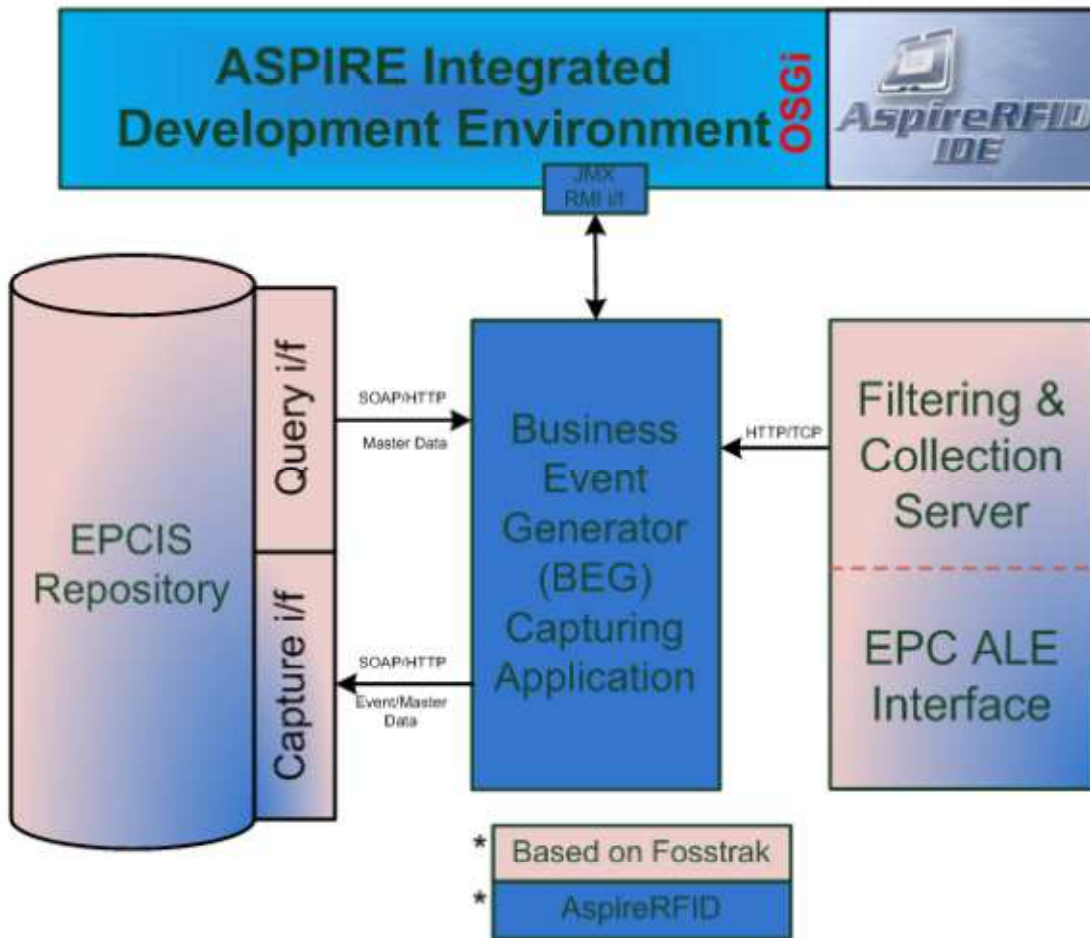 ASPIRE Integrated
Development Environment
OSGi
AspireRFID
IDE
JMX
RMI i/f
EPCIS
Repository
Query i/f
Capture i/f
SOAP/HTTP
Master Data
SOAP/HTTP
Event/Master
Data
Business
Event
Generator
(BEG)
Capturing
Application
HTTP/TCP
Filtering &
Collection
Server
EPC ALE
Interface
* Based on Fosstrak
* AspireRFID